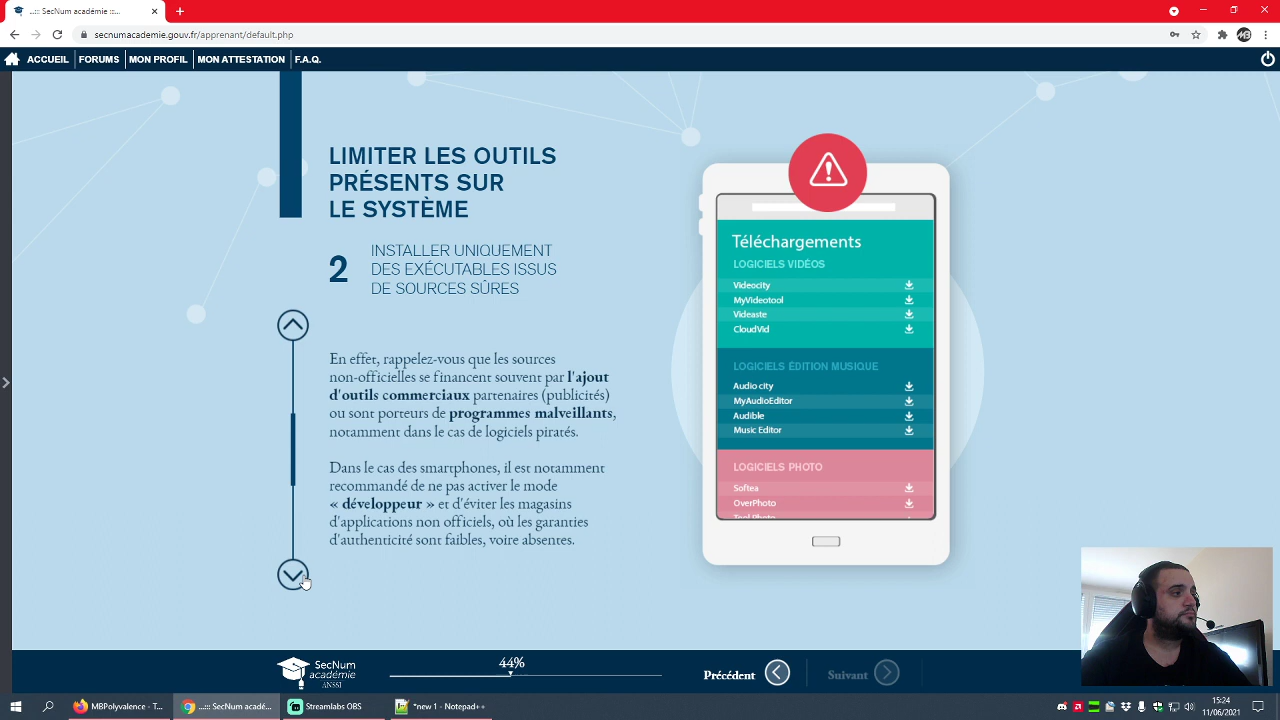 ..:: SecNum académie ::..
secnumacademie.gouv.fr/apprenant/default.php
ACCUEIL FORUMS MON PROFIL MON ATTESTATION F.A.Q.
LIMITER LES OUTILS
PRÉSENTS SUR
LE SYSTÈME
2
INSTALLER UNIQUEMENT
DES EXÉCUTABLES ISSUS
DE SOURCES SÛRES
En effet, rappelez-vous que les sources
non-officielles se financent souvent par l'ajout
d'outils commerciaux partenaires (publicités)
ou sont porteurs de programmes malveillants,
notamment dans le cas de logiciels piratés.
Dans le cas des smartphones, il est notamment
recommandé de ne pas activer le mode
« développeur » et d'éviter les magasins
d'applications non officiels, où les garanties
d'authenticité sont faibles, voire absentes.
Téléchargements
LOGICIELS VIDÉOS
Videocity
MyVideotool
Videaste
CloudVid
LOGICIELS ÉDITION MUSIQUE
Audio city
MyAudioEditor
Audible
Music Editor
LOGICIELS PHOTO
Softea
OverPhoto
Tool Photo
SecNum
académie
ANSSI
44%
Précédent
Suivant
MBPolyvalence - T...
..:: SecNum acadé...
Streamlabs OBS
*new 1 - Notepad++
15:24
11/06/2021